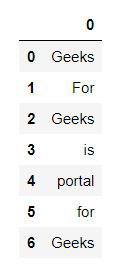 0
0 Geeks
1 For
2 Geeks
3 is
4 portal
5 for
6 Geeks